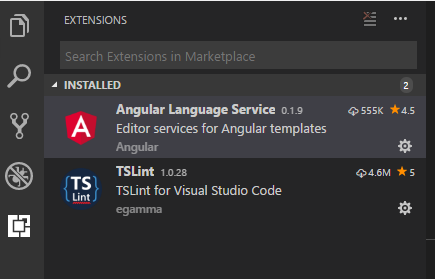 EXTENSIONS
Search Extensions in Marketplace
INSTALLED 2
Angular Language Service 0.1.9 555K 4.5
Editor services for Angular templates
Angular
TSLint 1.0.28 4.6M 5
TSLint for Visual Studio Code
egamma
A
TS
Lint